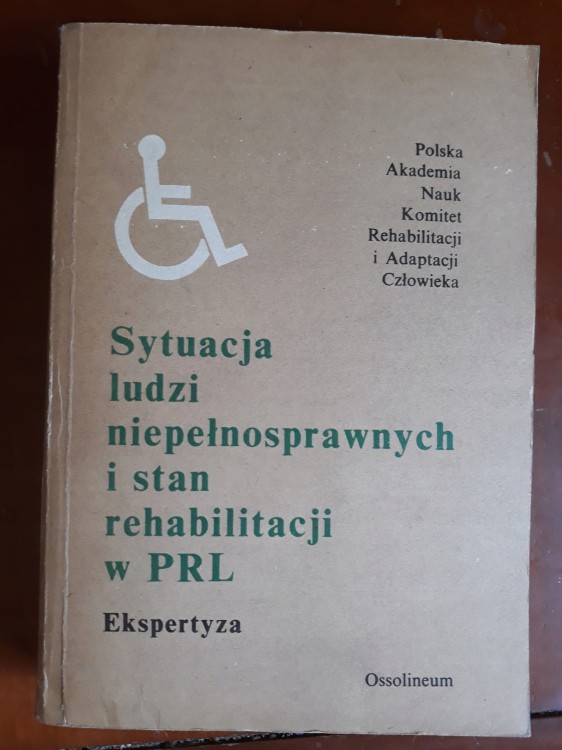 Polska
Akademia
Nauk
Komitet
Rehabilitacji
i Adaptacji
Człowieka
Sytuacja
ludzi
niepełnosprawnych
i stan
rehabilitacji
w PRL
Ekspertyza
Ossolineum